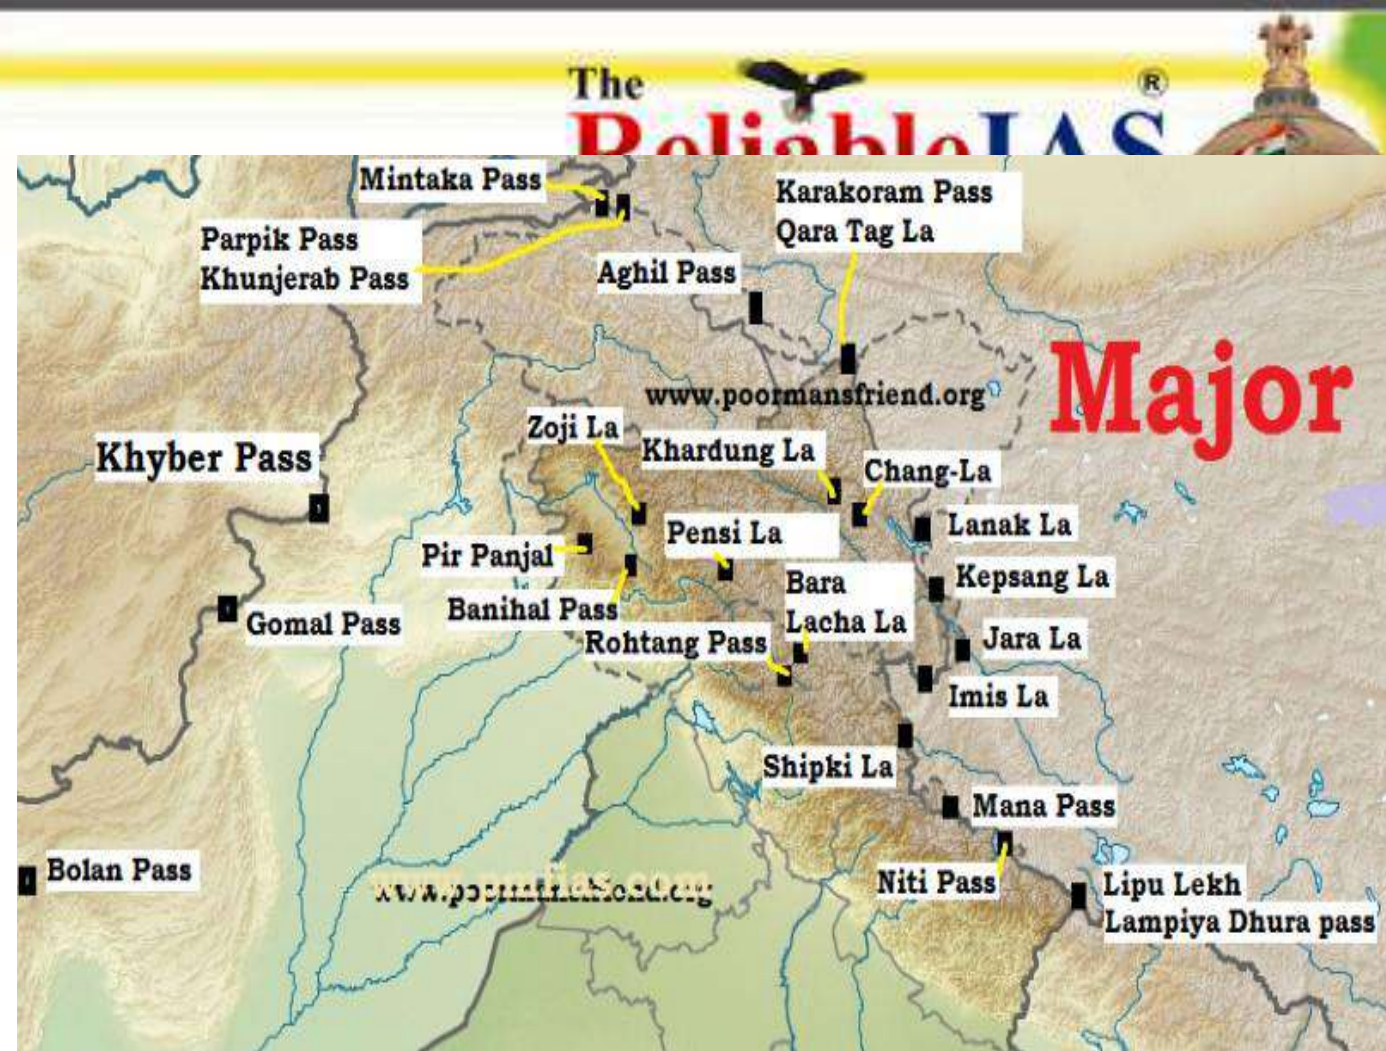 The
®
ReliableIAS
Mintaka Pass
Karakoram Pass
Qara Tag La
Parpik Pass
Khunjerab Pass
Aghil Pass
Major
www.poormansfriend.org
Zoji La
Khardung La
Khyber Pass
Chang-La
Lanak La
Pensi La
Pir Panjal
Kepsang La
Bara
Lacha La
Banihal Pass
Gomal Pass
Rohtang Pass
Jara La
Imis La
Shipki La
Mana Pass
Bolan Pass
Niti Pass
Lipu Lekh
Lampiya Dhura pass